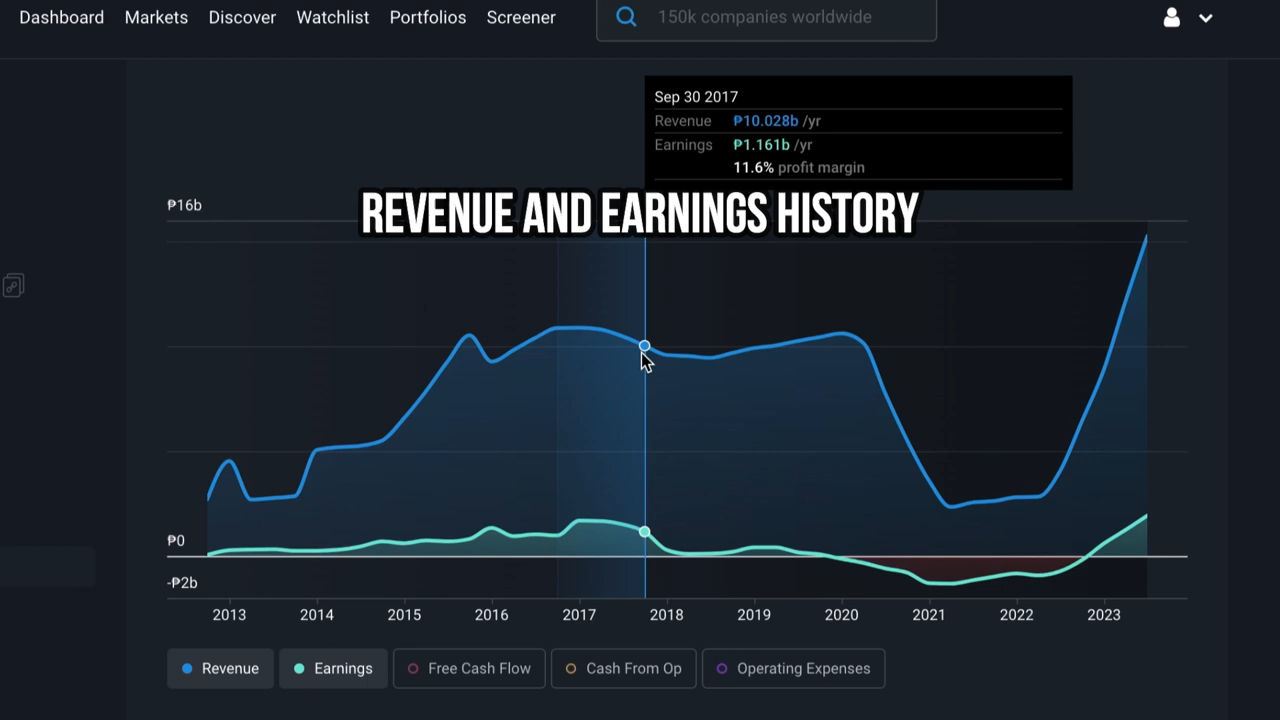 Dashboard Markets Discover Watchlist Portfolios Screener 150k companies worldwide
Sep 30 2017
Revenue ₱10.028b /yr
Earnings ₱1.161b /yr
11.6% profit margin
₱16b
REVENUE AND EARNINGS HISTORY
₱0
-₱2b
2013 2014 2015 2016 2017 2018 2019 2020 2021 2022 2023
Revenue Earnings Free Cash Flow Cash From Op Operating Expenses